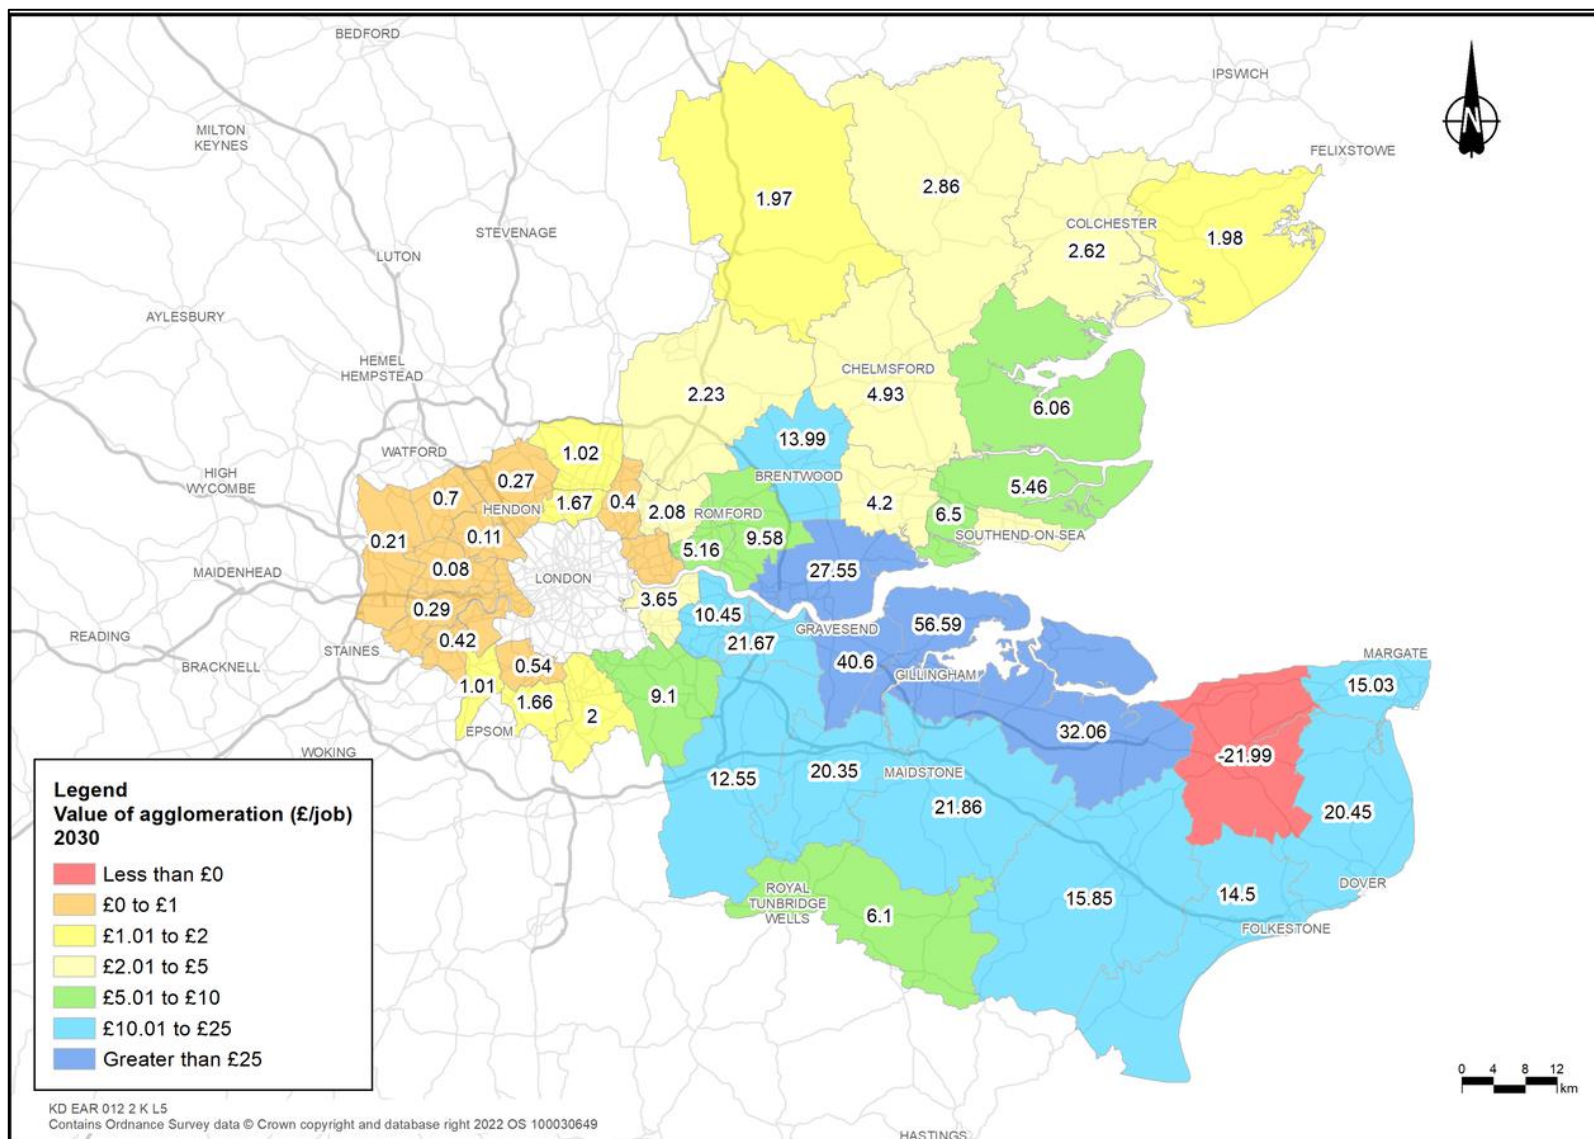 BEDFORD
IPSWICH
N
MILTON
KEYNES
FELIXSTOWE
1.97
2.86
COLCHESTER
STEVENAGE
1.98
LUTON
2.62
AYLESBURY
HEMEL
HEMPSTEAD
CHELMSFORD
2.23
4.93
6.06
13.99
WATFORD
1.02
HIGH
WYCOMBE
0.27
BRENTWOOD
0.7
5.46
HENDON
1.67
0.4
2.08
ROMFORD
4.2
6.5
SOUTHEND-ON-SEA
0.21
0.11
9.58
5.16
MAIDENHEAD
0.08
LONDON
27.55
3.65
0.29
10.45
READING
0.42
GRAVESEND
56.59
21.67
STAINES
BRACKNELL
0.54
40.6
GILLINGHAM
MARGATE
1.01
15.03
1.66
2
9.1
EPSOM
32.06
WOKING
-21.99
12.55
20.35
MAIDSTONE
21.86
20.45
Legend
Value of agglomeration (£/job)
2030
Less than £0
£0 to £1
£1.01 to £2
£2.01 to £5
£5.01 to £10
£10.01 to £25
Greater than £25
ROYAL
TUNBRIDGE
WELLS
6.1
15.85
14.5
DOVER
FOLKESTONE
0 4 8 12
km
KD EAR 012 2 K L5
Contains Ordnance Survey data © Crown copyright and database right 2022 OS 100030649
HASTINGS